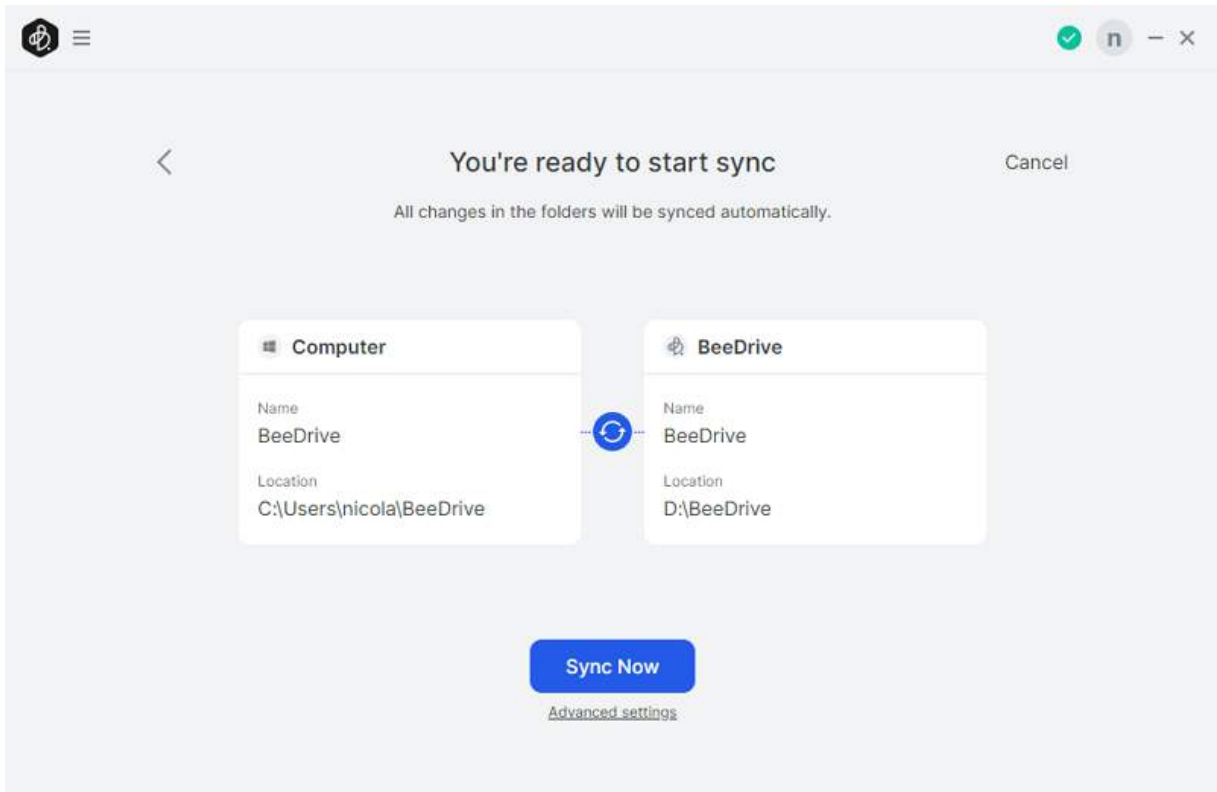 n
You're ready to start sync
Cancel
All changes in the folders will be synced automatically.
Computer
Name
BeeDrive
Location
C:\Users\nicola\BeeDrive
BeeDrive
Name
BeeDrive
Location
D:\BeeDrive
Sync Now
Advanced settings